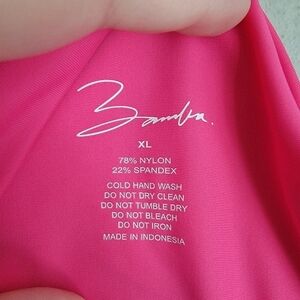 XL
78% NYLON
22% SPANDEX
COLD HAND WASH
DO NOT DRY CLEAN
DO NOT TUMBLE DRY
DO NOT BLEACH
DO NOT IRON
MADE IN INDONESIA